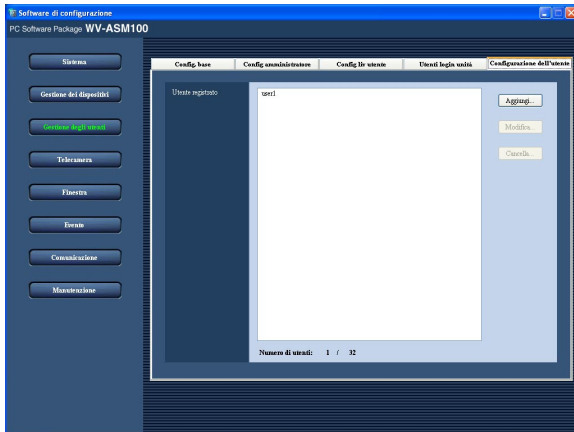 Software di configurazione
PC Software Package WV-ASM100
Sistema
Gestione dei dispositivi
Gestione degli utenti
Telecamera
Finestra
Evento
Comunicazione
Manutenzione
Config. base
Config amministratore
Config liv utente
Utenti login unità
Configurazione dell'utente
Utente registrato
user1
Aggiungi...
Modifica...
Cancella...
Numero di utenti: 1 / 32